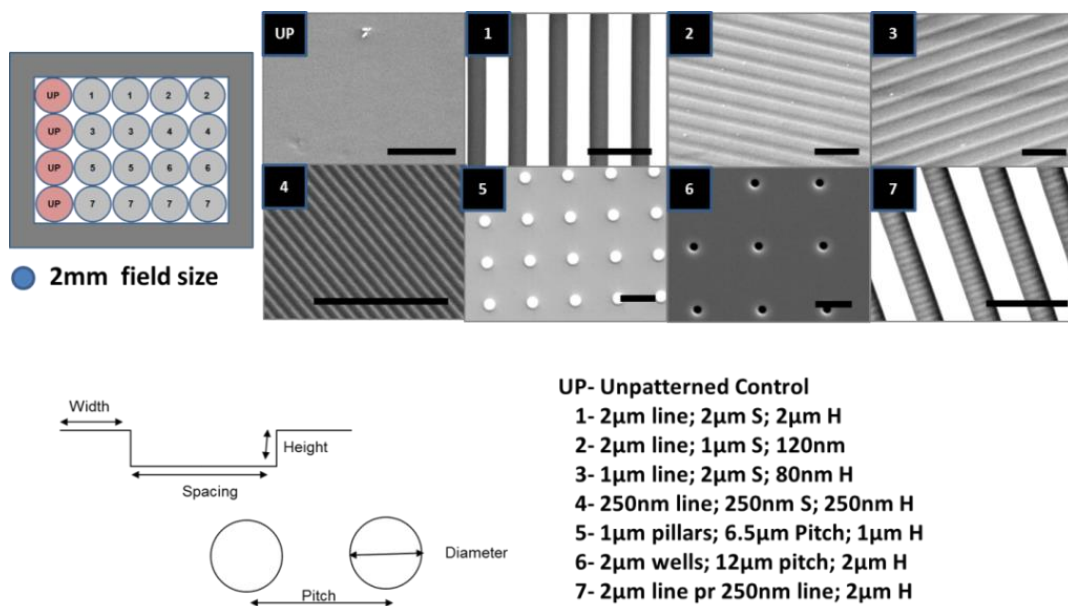 UP
1
2
3
UP 1 1 2 2
UP 3 3 4 4
UP 5 5 6 6
UP 7 7 7 7
4
5
6
7
2mm field size
Width
Height
Spacing
Diameter
Pitch
UP- Unpatterned Control
1- 2µm line; 2µm S; 2µm H
2- 2µm line; 1µm S; 120nm
3- 1µm line; 2µm S; 80nm H
4- 250nm line; 250nm S; 250nm H
5- 1µm pillars; 6.5µm Pitch; 1µm H
6- 2µm wells; 12µm pitch; 2µm H
7- 2µm line pr 250nm line; 2µm H